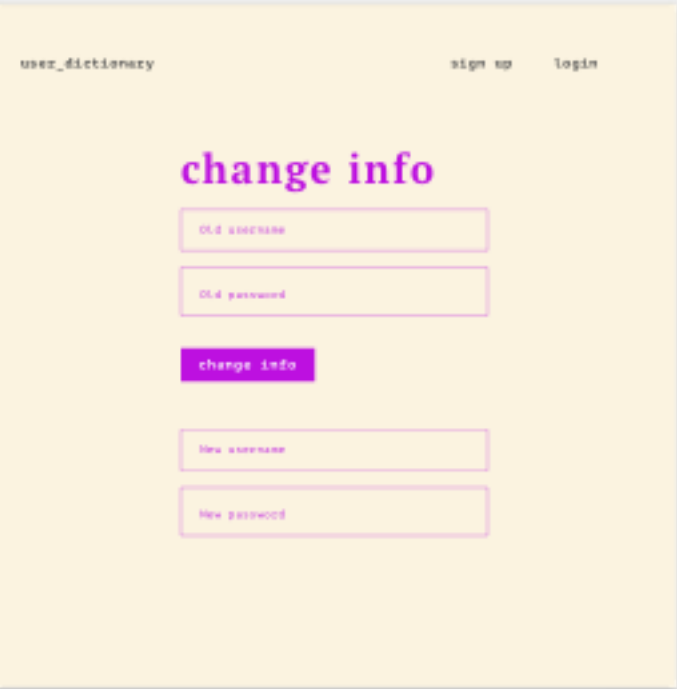 user_dictionary sign up login
change info
Old username
Old password
change info
New username
New password